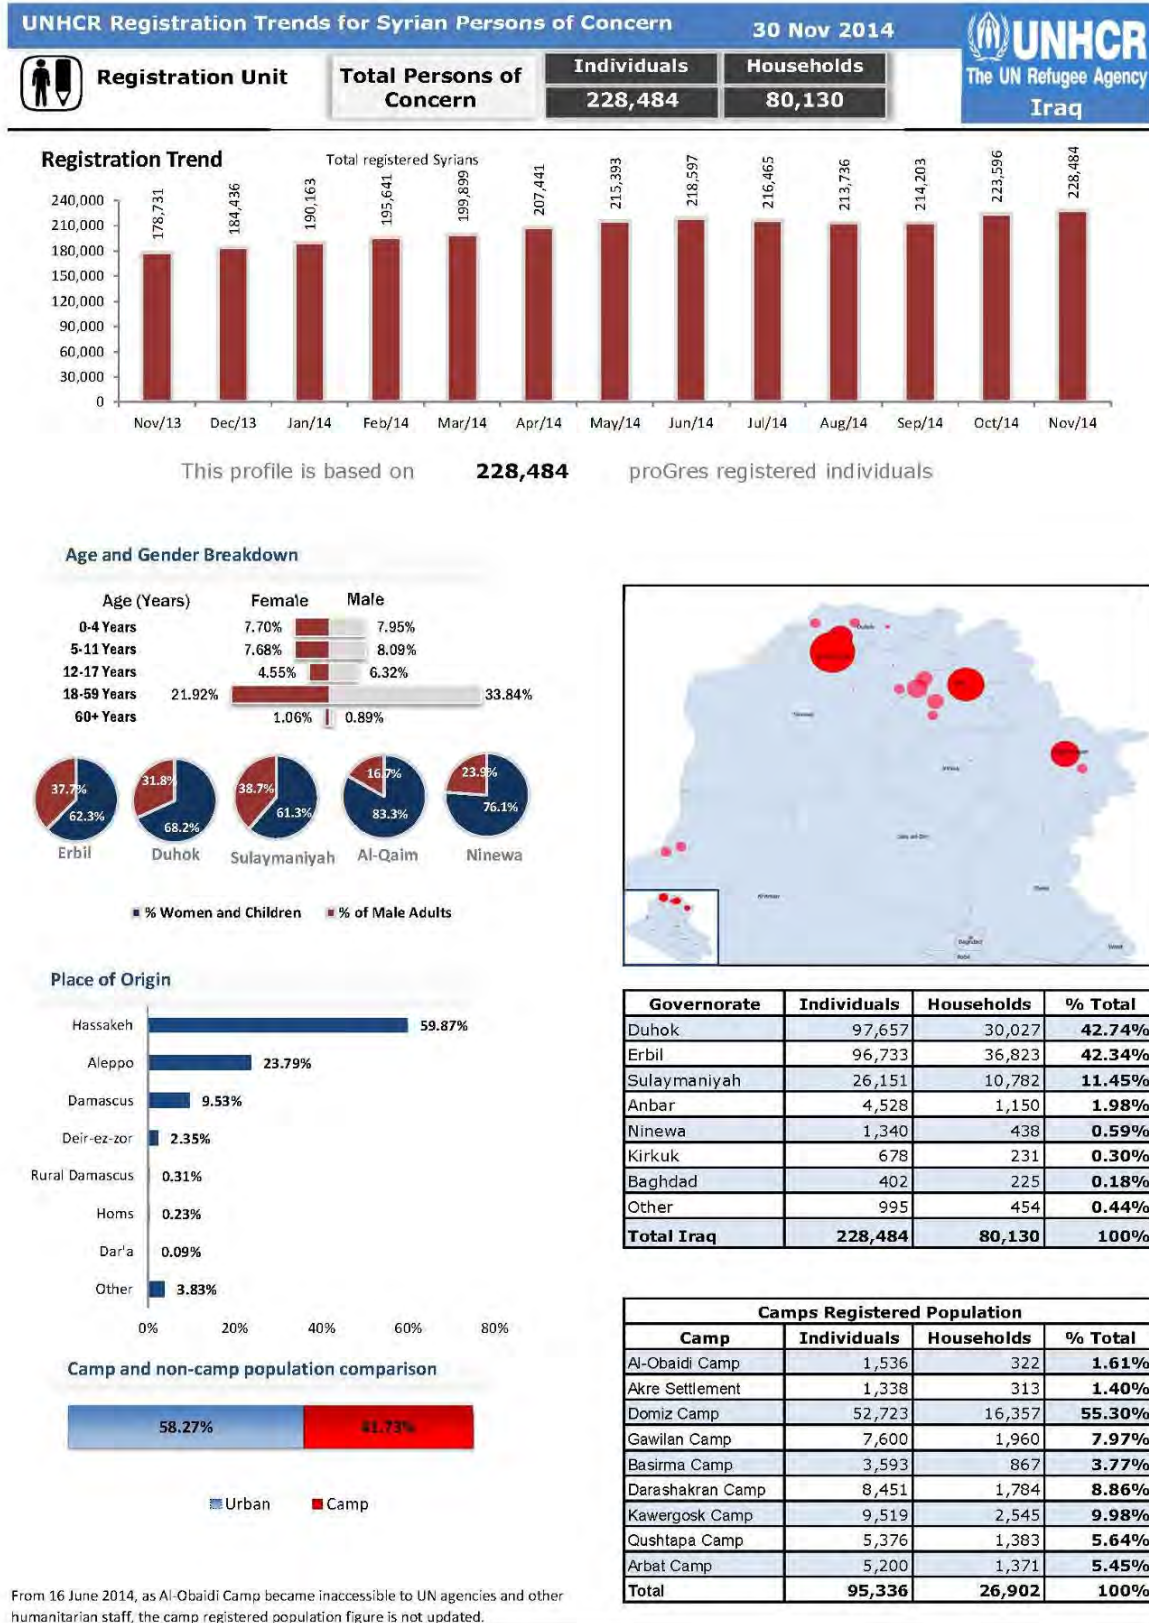 UNHCR Registration Trends for Syrian Persons of Concern 30 Nov 2014
UNHCR
The UN Refugee Agency
Iraq
Registration Unit
Total Persons of
Concern
Individuals Households
228,484 80,130
Registration Trend
Total registered Syrians
178,731 184,436 190,163 195,641 199,899 207,441 215,393 218,597 216,465 213,736 214,203 223,596 228,484
240,000
210,000
180,000
150,000
120,000
90,000
60,000
30,000
0
Nov/13 Dec/13 Jan/14 Feb/14 Mar/14 Apr/14 May/14 Jun/14 Jul/14 Aug/14 Sep/14 Oct/14 Nov/14
This profile is based on 228,484 proGres registered individuals
Age and Gender Breakdown
Age (Years) Female Male
0-4 Years 7.70% 7.95%
5-11 Years 7.68% 8.09%
12-17 Years 4.55% 6.32%
18-59 Years 21.92% 33.84%
60+ Years 1.06% 0.89%
37.7% 62.3%
Erbil
31.8% 68.2%
Duhok
38.7% 61.3%
Sulaymaniyah
16.7% 83.3%
Al-Qaim
23.9% 76.1%
Ninewa
% Women and Children % of Male Adults
Duhok
Baghdad
Place of Origin
Hassakeh 59.87%
Aleppo 23.79%
Damascus 9.53%
Deir-ez-zor 2.35%
Rural Damascus 0.31%
Homs 0.23%
Dar'a 0.09%
Other 3.83%
0% 20% 40% 60% 80%
Camp and non-camp population comparison
58.27% 41.73%
Urban Camp
From 16 June 2014, as Al-Obaidi Camp became inaccessible to UN agencies and other
humanitarian staff, the camp registered population figure is not updated.
Governorate Individuals Households % Total
Duhok 97,657 30,027 42.74%
Erbil 96,733 36,823 42.34%
Sulaymaniyah 26,151 10,782 11.45%
Anbar 4,528 1,150 1.98%
Ninewa 1,340 438 0.59%
Kirkuk 678 231 0.30%
Baghdad 402 225 0.18%
Other 995 454 0.44%
Total Iraq 228,484 80,130 100%
Camps Registered Population
Camp Individuals Households % Total
Al-Obaidi Camp 1,536 322 1.61%
Akre Settlement 1,338 313 1.40%
Domiz Camp 52,723 16,357 55.30%
Gawilan Camp 7,600 1,960 7.97%
Basirma Camp 3,593 867 3.77%
Darashakran Camp 8,451 1,784 8.86%
Kawergosk Camp 9,519 2,545 9.98%
Qushtapa Camp 5,376 1,383 5.64%
Arbat Camp 5,200 1,371 5.45%
Total 95,336 26,902 100%